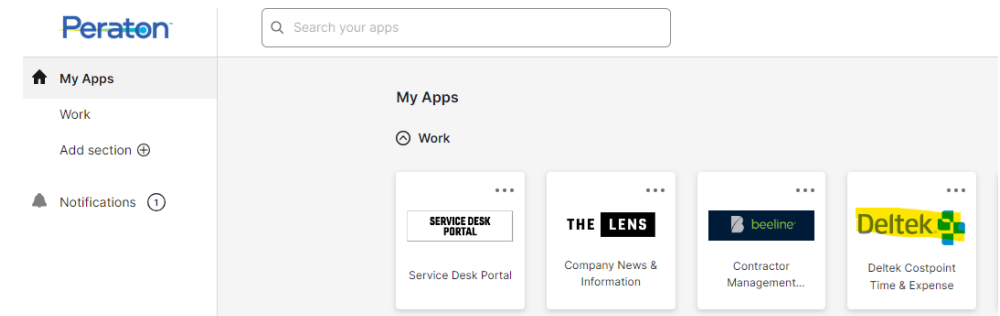 Peraton
Search your apps
My Apps
Work
Add section
Notifications 1
My Apps
Work
SERVICE DESK
PORTAL
Service Desk Portal
THE LENS
Company News &
Information
beeline
Contractor
Management...
Deltek
Deltek Costpoint
Time & Expense